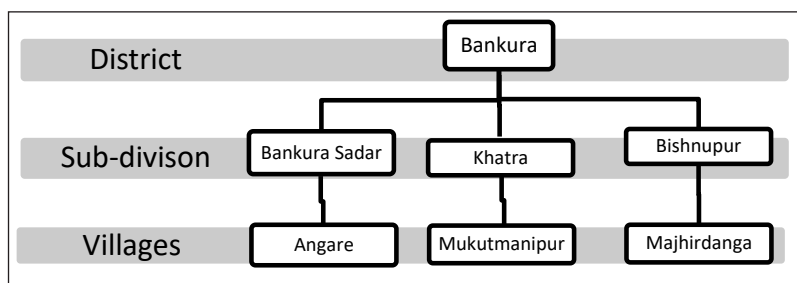 District
Bankura
Sub-divison
Bankura Sadar
Khatra
Bishnupur
Villages
Angare
Mukutmanipur
Majhirdanga